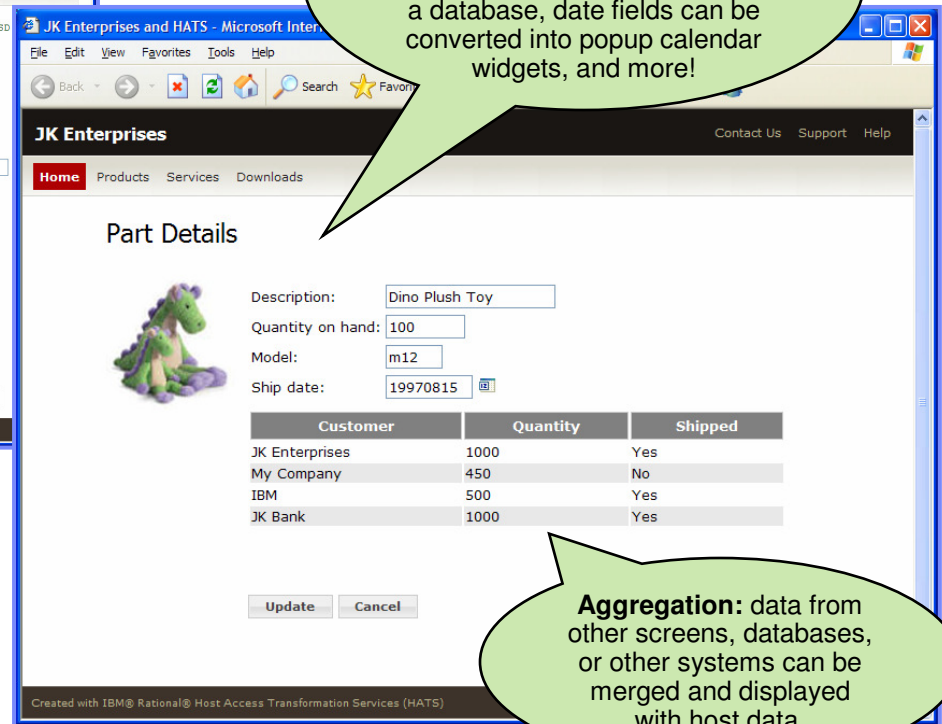 a database, date fields can be
converted into popup calendar
widgets, and more!
JK Enterprises and HATS - Microsoft
File Edit View Favorites Tools Help
Back Search
JK Enterprises
Contact Us Support Help
Home Products Services Downloads
Part Details
Description: Dino Plush Toy
Quantity on hand: 100
Model: m12
Ship date: 19970815
Customer Quantity Shipped
JK Enterprises 1000 Yes
My Company 450 No
IBM 500 Yes
JK Bank 1000 Yes
Update Cancel
Aggregation: data from
other screens, databases,
or other systems can be
merged and displayed
with host data
Created with IBM® Rational® Host Access Transformation Services (HATS)